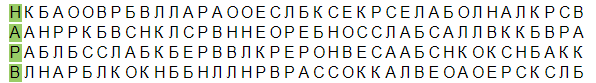 НКБАООВРБВЛЛАРАООЕСЛБКСЕКРСЕЛАБОЛНАЛКРСВ
ААНРРКБВСНКЛСРВННЕОРЕБНОССЛАБСАЛЛВККБВРА
РАБЛБССЛАБКБЕРВВЛКРЕРОНВЕСААБСНКОКСНБАКК
ВЛНАРБЛКОКНББНЛЛНРВРАССОККАЛВЕОАОЕРСКСЛБ